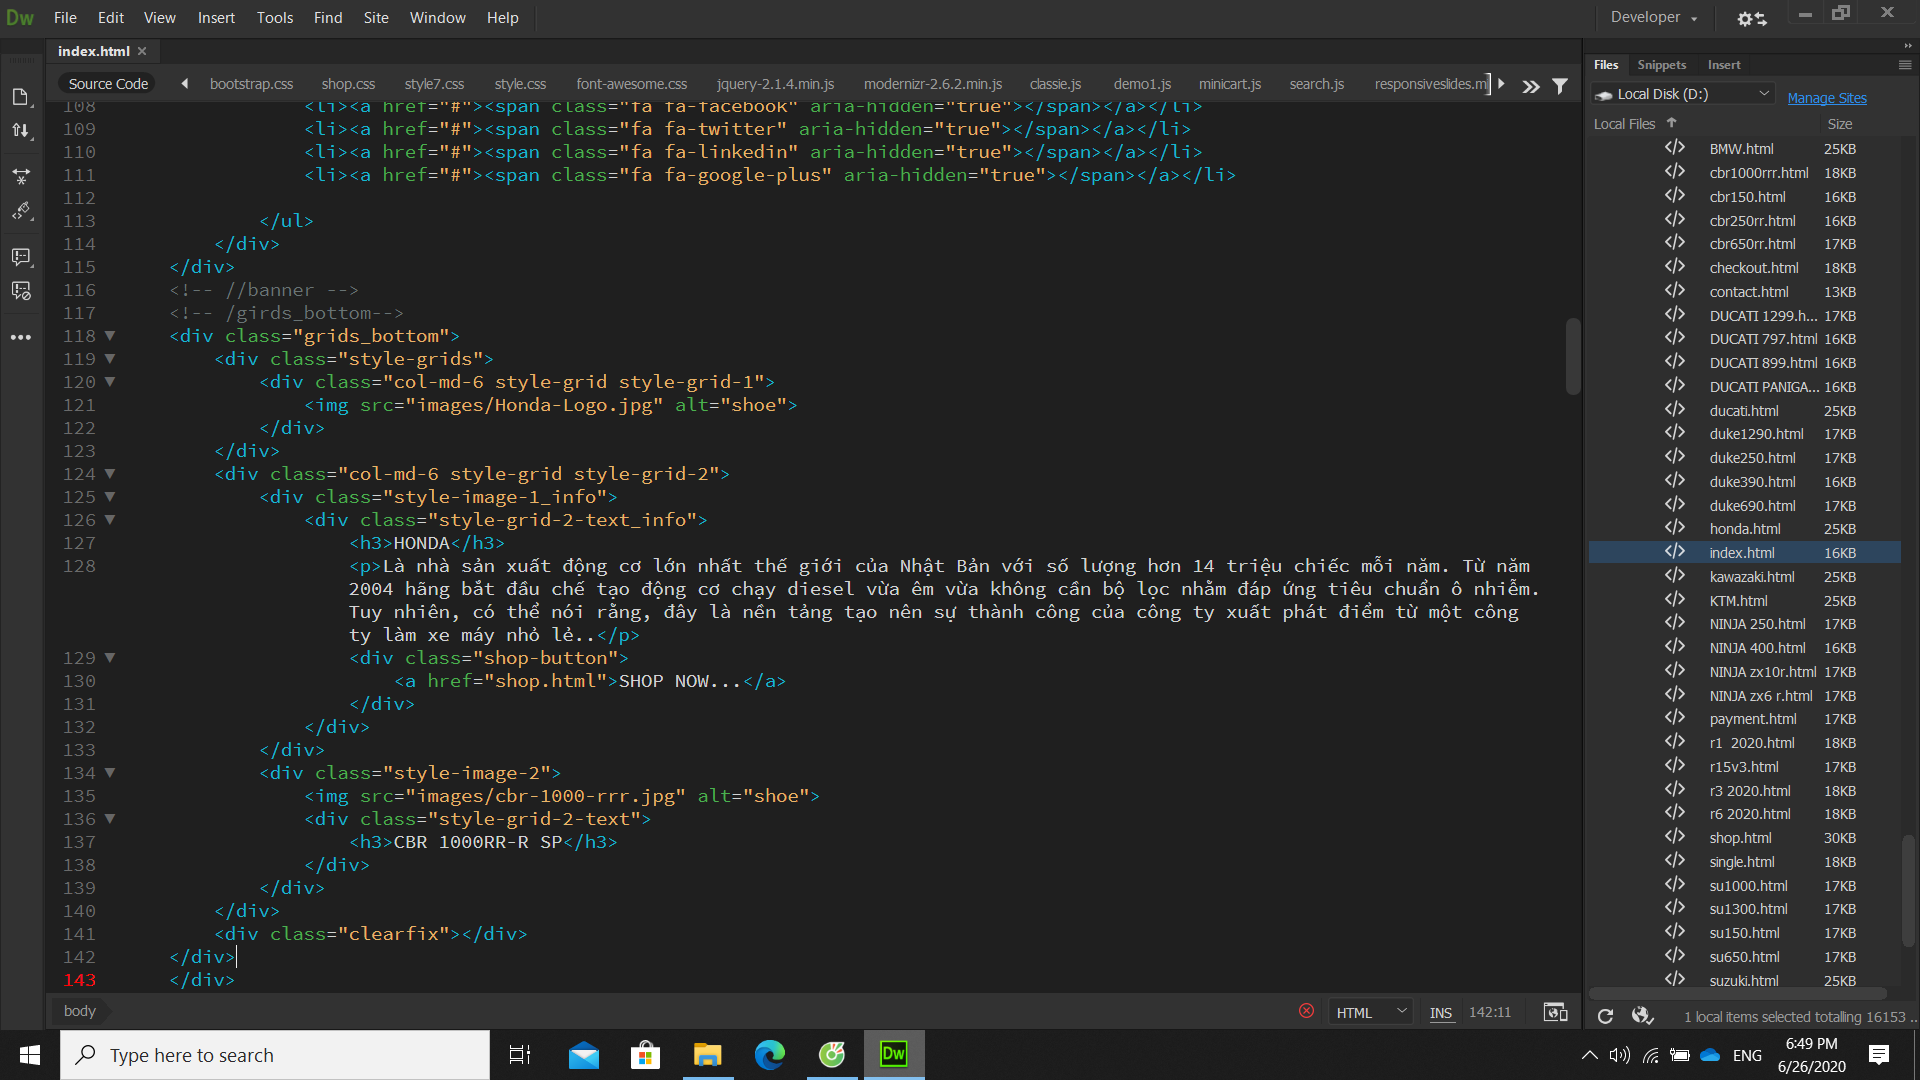 Dw File Edit View Insert Tools Find Site Window Help Developer
index.html
Source Code bootstrap.css shop.css style7.css style.css font-awesome.css jquery-2.1.4.min.js modernizr-2.6.2.min.js classie.js demo1.js minicart.js search.js responsiveslides.m
108 <li><a href="#"><span class="fa fa-facebook" aria-hidden="true"></span></a></li>
109 <li><a href="#"><span class="fa fa-twitter" aria-hidden="true"></span></a></li>
110 <li><a href="#"><span class="fa fa-linkedin" aria-hidden="true"></span></a></li>
111 <li><a href="#"><span class="fa fa-google-plus" aria-hidden="true"></span></a></li>
112
113 </ul>
114 </div>
115 </div>
116 <!-- //banner -->
117 <!-- /girds_bottom-->
118 <div class="grids_bottom">
119 <div class="style-grids">
120 <div class="col-md-6 style-grid style-grid-1">
121 <img src="images/Honda-Logo.jpg" alt="shoe">
122 </div>
123 </div>
124 <div class="col-md-6 style-grid style-grid-2">
125 <div class="style-image-1_info">
126 <div class="style-grid-2-text_info">
127 <h3>HONDA</h3>
128 <p>Là nhà sản xuất động cơ lớn nhất thế giới của Nhật Bản với số lượng hơn 14 triệu chiếc mỗi năm. Từ năm
2004 hãng bắt đầu chế tạo động cơ chạy diesel vừa êm vừa không cần bộ lọc nhằm đáp ứng tiêu chuẩn ô nhiễm.
Tuy nhiên, có thể nói rằng, đây là nền tảng tạo nên sự thành công của công ty xuất phát điểm từ một công
ty làm xe máy nhỏ lẻ..</p>
129 <div class="shop-button">
130 <a href="shop.html">SHOP NOW...</a>
131 </div>
132 </div>
133 </div>
134 <div class="style-image-2">
135 <img src="images/cbr-1000-rrr.jpg" alt="shoe">
136 <div class="style-grid-2-text">
137 <h3>CBR 1000RR-R SP</h3>
138 </div>
139 </div>
140 </div>
141 <div class="clearfix"></div>
142 </div>
143 </div>
body HTML INS 142:11
Files Snippets Insert
Local Disk (D:) Manage Sites
Local Files Size
BMW.html 25KB
cbr1000rrr.html 18KB
cbr150.html 16KB
cbr250rr.html 16KB
cbr650rr.html 17KB
checkout.html 18KB
contact.html 13KB
DUCATI 1299.h... 17KB
DUCATI 797.html 16KB
DUCATI 899.html 16KB
DUCATI PANIGA... 16KB
ducati.html 25KB
duke1290.html 17KB
duke250.html 17KB
duke390.html 16KB
duke690.html 17KB
honda.html 25KB
index.html 16KB
kawazaki.html 25KB
KTM.html 25KB
NINJA 250.html 17KB
NINJA 400.html 16KB
NINJA zx10r.html 17KB
NINJA zx6 r.html 17KB
payment.html 17KB
r1 2020.html 18KB
r15v3.html 17KB
r3 2020.html 18KB
r6 2020.html 18KB
shop.html 30KB
single.html 18KB
su1000.html 17KB
su1300.html 17KB
su150.html 17KB
su650.html 17KB
suzuki.html 25KB
1 local items selected totalling 16153 ..
Type here to search
Dw
ENG
6:49 PM
6/26/2020